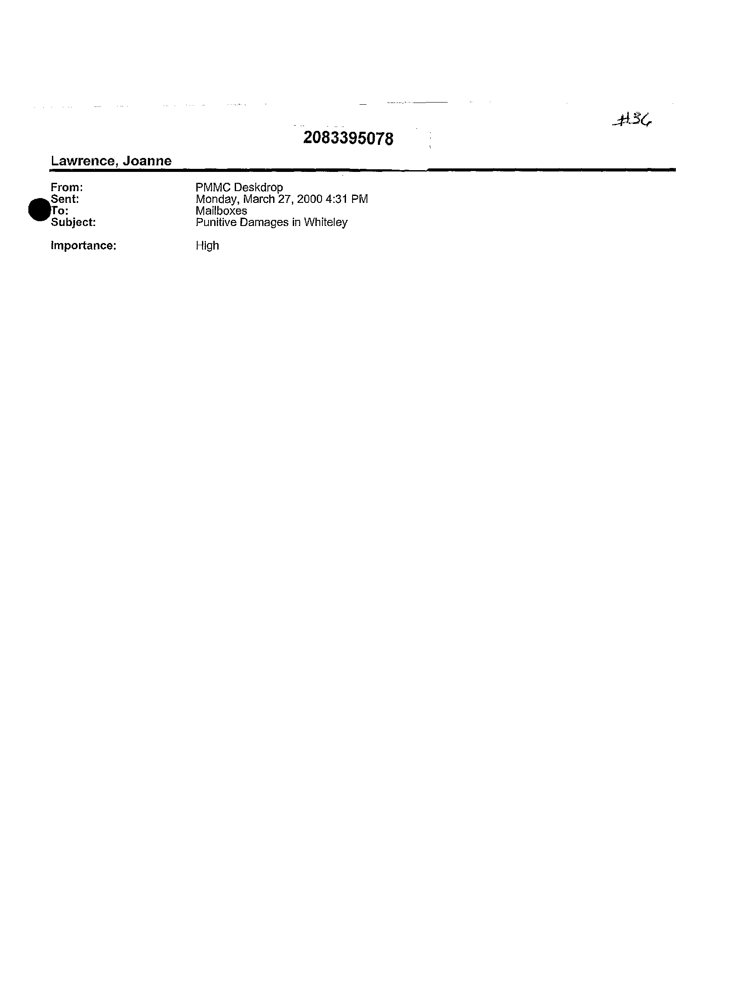 #36
2083395078
Lawrence, Joanne
From: PMMC Deskdrop
Sent: Monday, March 27, 2000 4:31 PM
To: Mailboxes
Subject: Punitive Damages in Whiteley
Importance: High